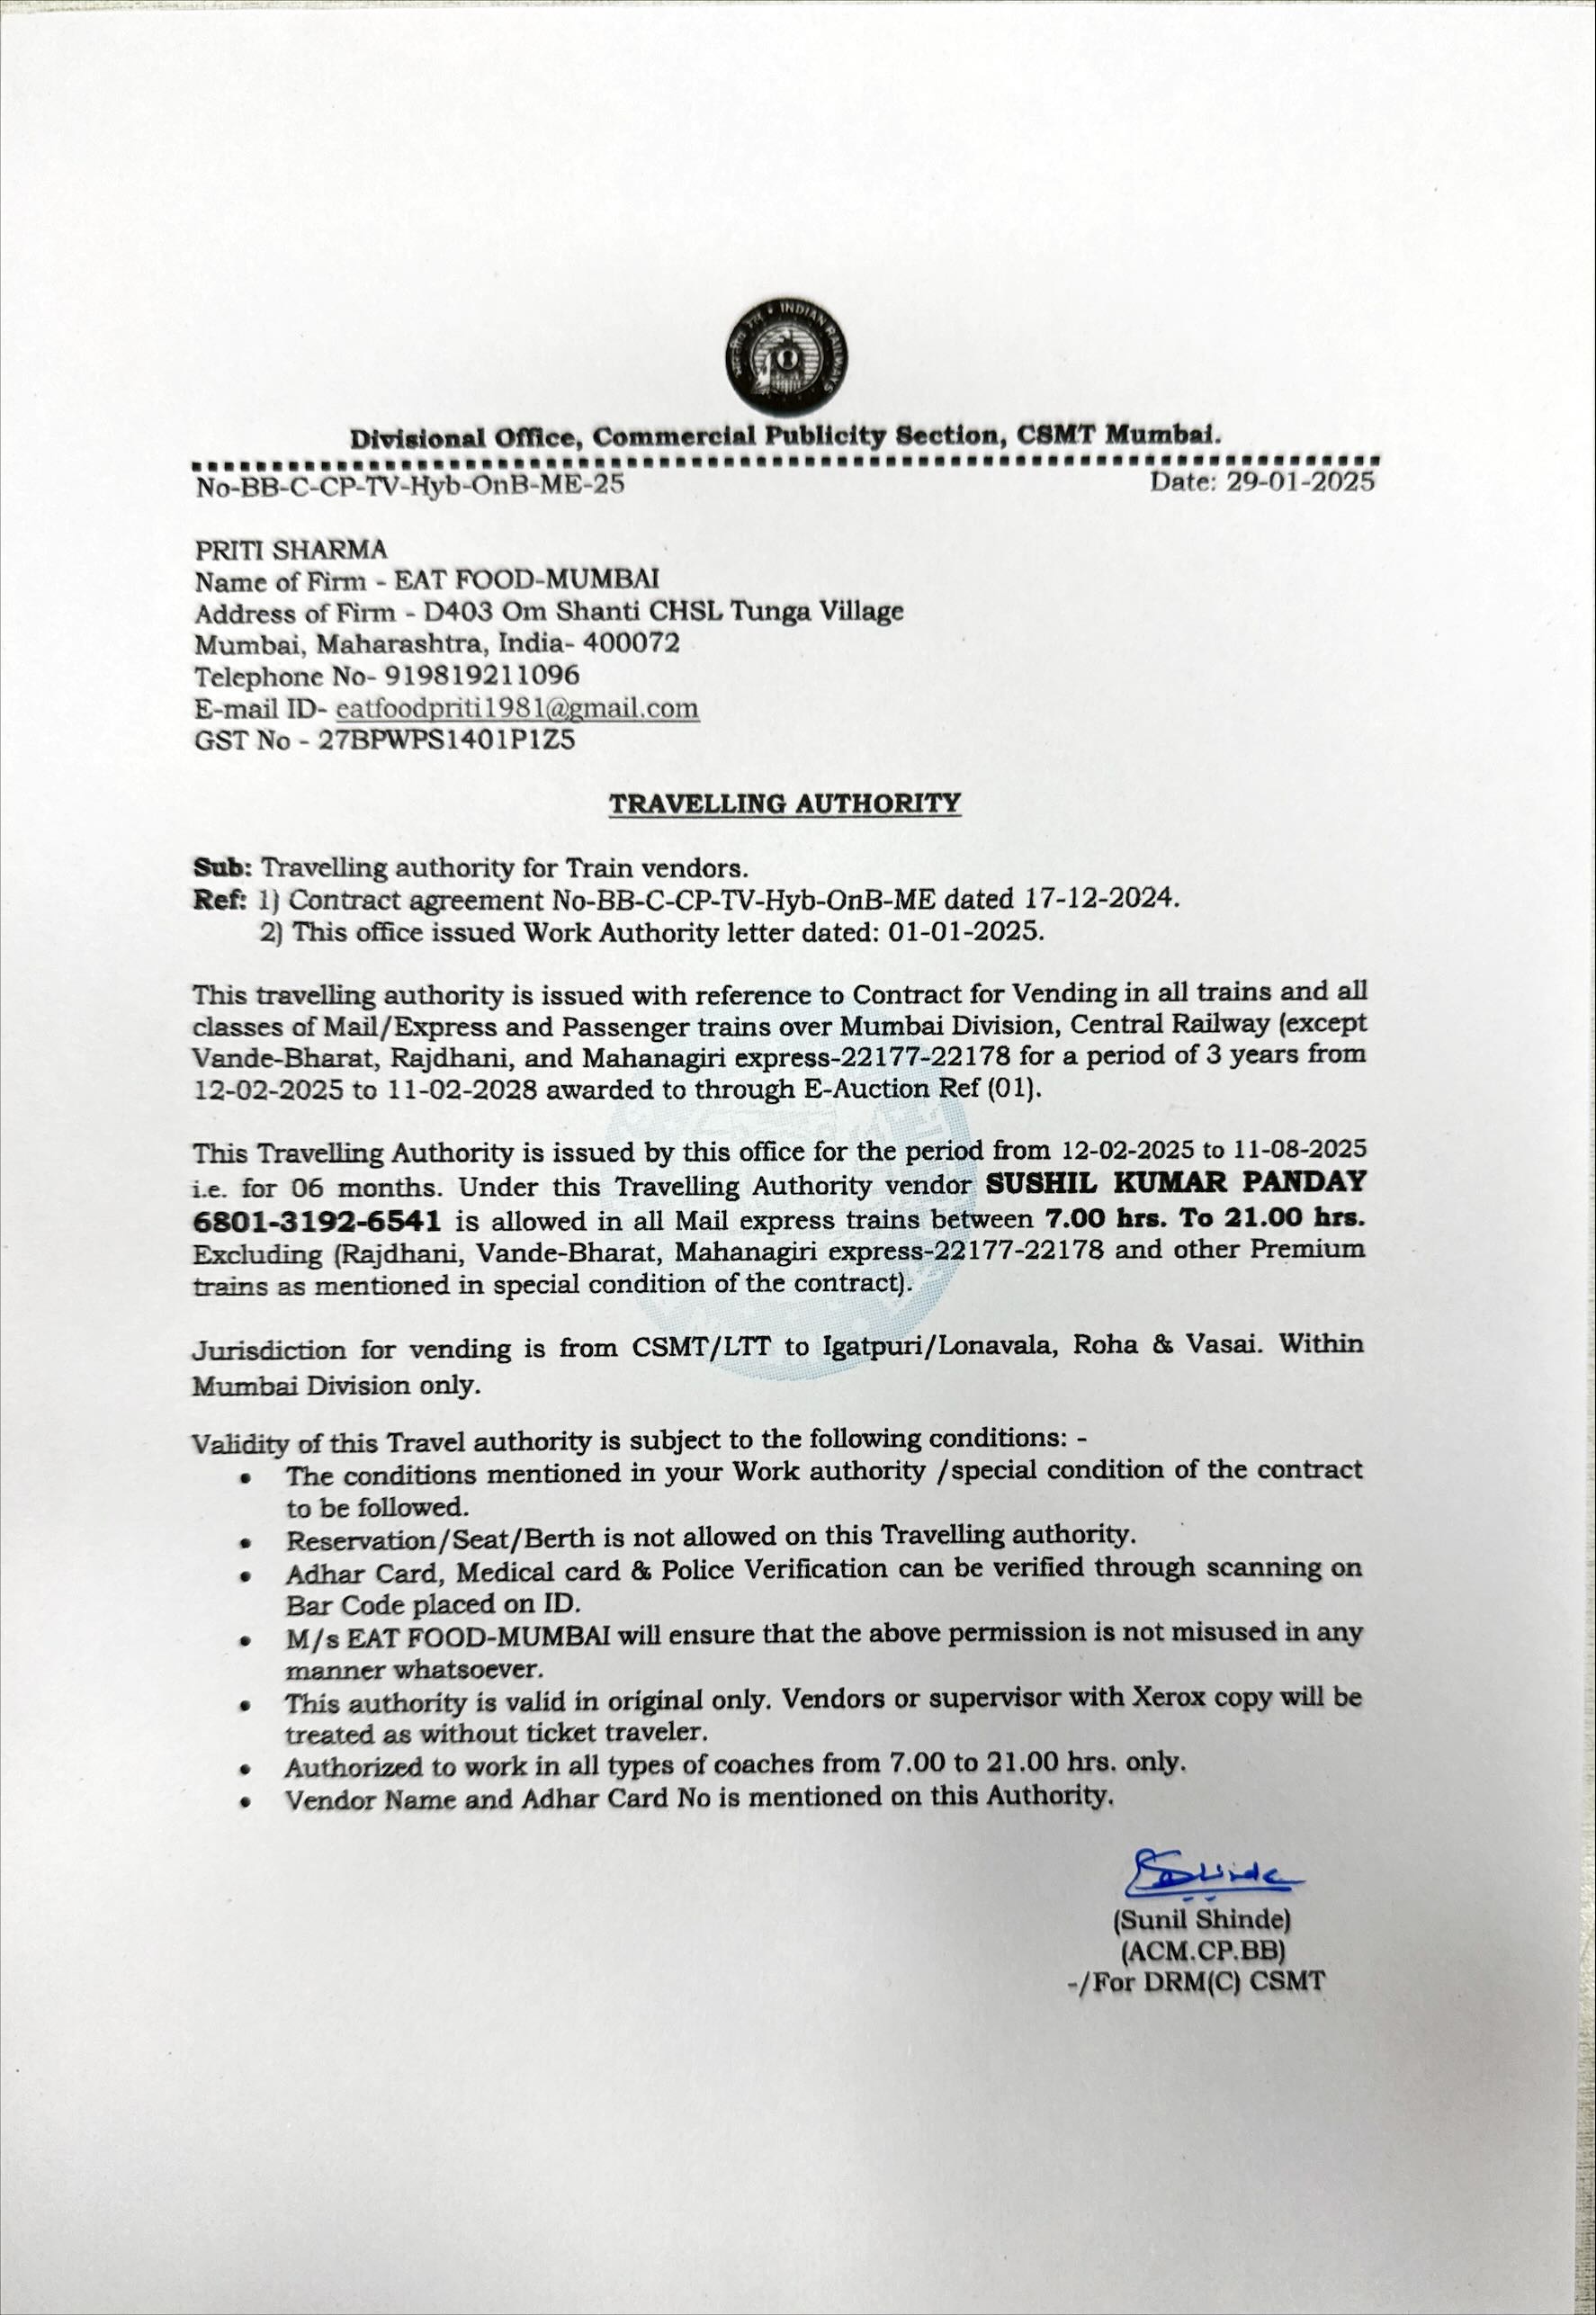 भारतीय रेल * INDIAN RAILWAYS
Divisional Office, Commercial Publicity Section, CSMT Mumbai.
No-BB-C-CP-TV-Hyb-OnB-ME-25 Date: 29-01-2025
PRITI SHARMA
Name of Firm - EAT FOOD-MUMBAI
Address of Firm - D403 Om Shanti CHSL Tunga Village
Mumbai, Maharashtra, India- 400072
Telephone No- 919819211096
E-mail ID- eatfoodpriti1981@gmail.com
GST No - 27BPWPS1401P1Z5
TRAVELLING AUTHORITY
Sub: Travelling authority for Train vendors.
Ref: 1) Contract agreement No-BB-C-CP-TV-Hyb-OnB-ME dated 17-12-2024.
2) This office issued Work Authority letter dated: 01-01-2025.
This travelling authority is issued with reference to Contract for Vending in all trains and all
classes of Mail/Express and Passenger trains over Mumbai Division, Central Railway (except
Vande-Bharat, Rajdhani, and Mahanagiri express-22177-22178 for a period of 3 years from
12-02-2025 to 11-02-2028 awarded to through E-Auction Ref (01).
This Travelling Authority is issued by this office for the period from 12-02-2025 to 11-08-2025
i.e. for 06 months. Under this Travelling Authority vendor SUSHIL KUMAR PANDAY
6801-3192-6541 is allowed in all Mail express trains between 7.00 hrs. To 21.00 hrs.
Excluding (Rajdhani, Vande-Bharat, Mahanagiri express-22177-22178 and other Premium
trains as mentioned in special condition of the contract).
Jurisdiction for vending is from CSMT/LTT to Igatpuri/Lonavala, Roha & Vasai. Within
Mumbai Division only.
Validity of this Travel authority is subject to the following conditions: -
• The conditions mentioned in your Work authority /special condition of the contract
to be followed.
• Reservation/Seat/Berth is not allowed on this Travelling authority.
• Adhar Card, Medical card & Police Verification can be verified through scanning on
Bar Code placed on ID.
• M/s EAT FOOD-MUMBAI will ensure that the above permission is not misused in any
manner whatsoever.
• This authority is valid in original only. Vendors or supervisor with Xerox copy will be
treated as without ticket traveler.
• Authorized to work in all types of coaches from 7.00 to 21.00 hrs. only.
• Vendor Name and Adhar Card No is mentioned on this Authority.
(Sunil Shinde)
(ACM.CP.BB)
-/For DRM(C) CSMT